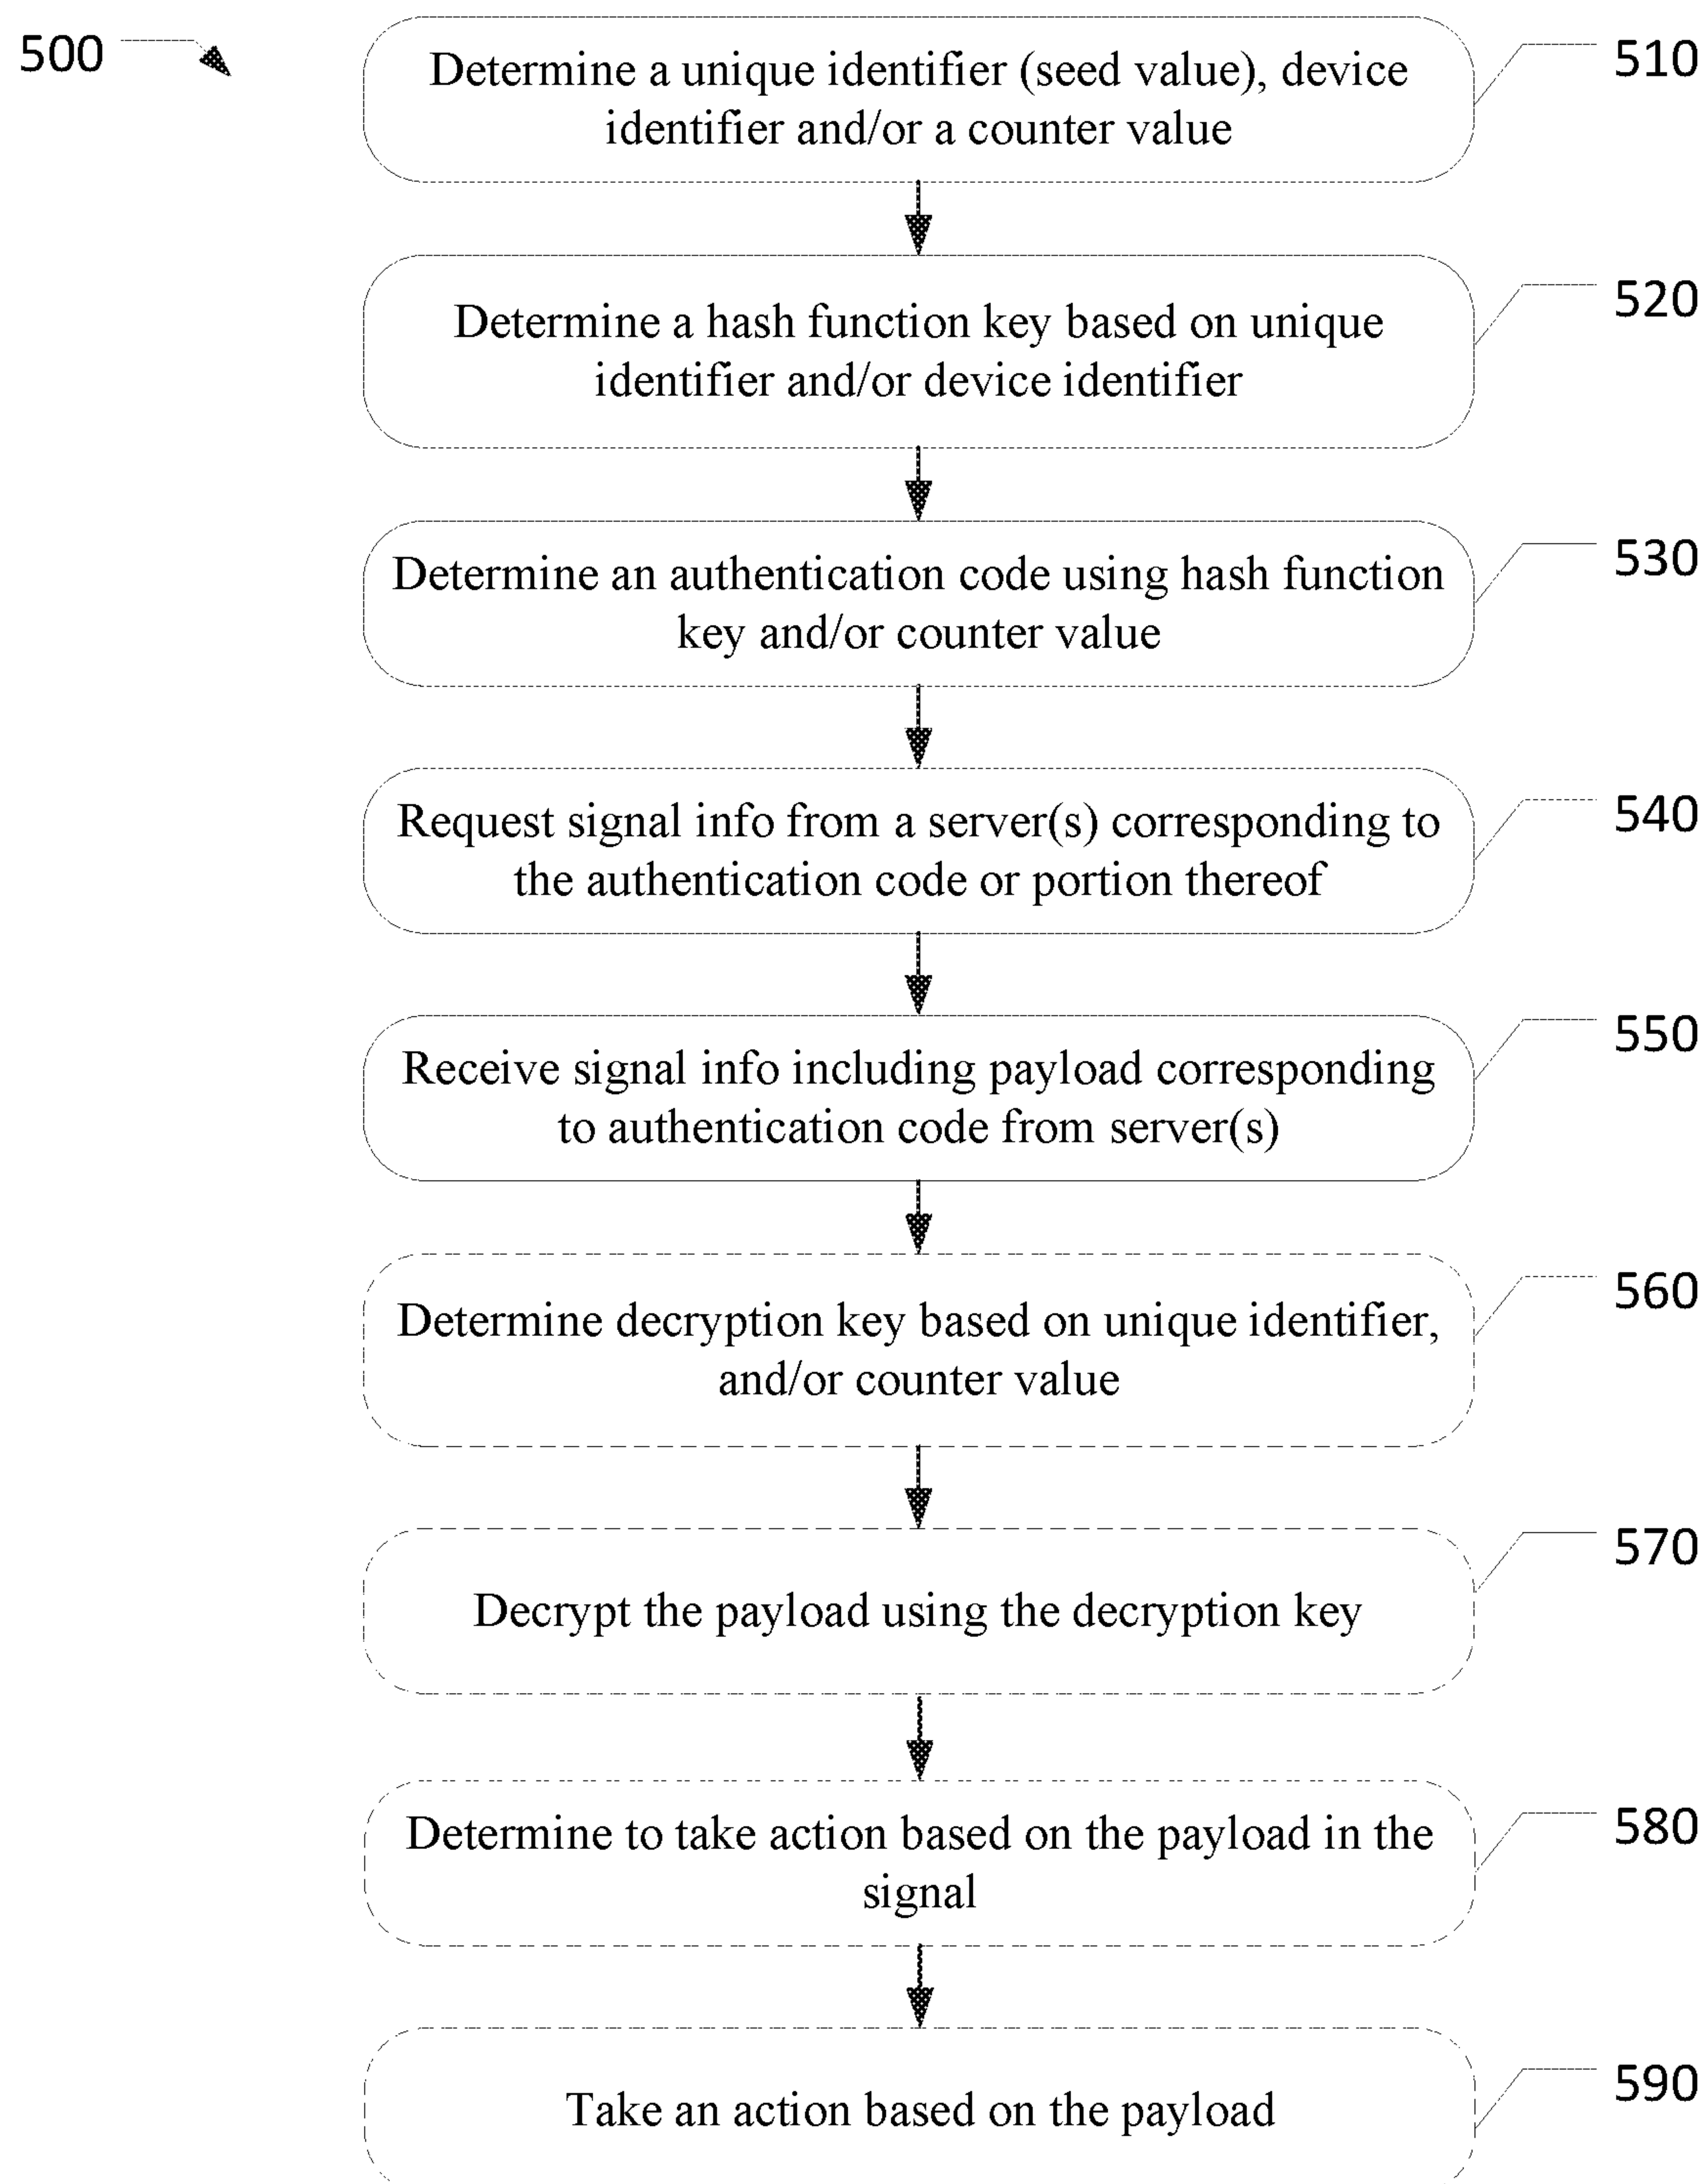 500
Determine a unique identifier (seed value), device
identifier and/or a counter value
510
Determine a hash function key based on unique
identifier and/or device identifier
520
Determine an authentication code using hash function
key and/or counter value
530
Request signal info from a server(s) corresponding to
the authentication code or portion thereof
540
Receive signal info including payload corresponding
to authentication code from server(s)
550
Determine decryption key based on unique identifier,
and/or counter value
560
Decrypt the payload using the decryption key
570
Determine to take action based on the payload in the
signal
580
Take an action based on the payload
590